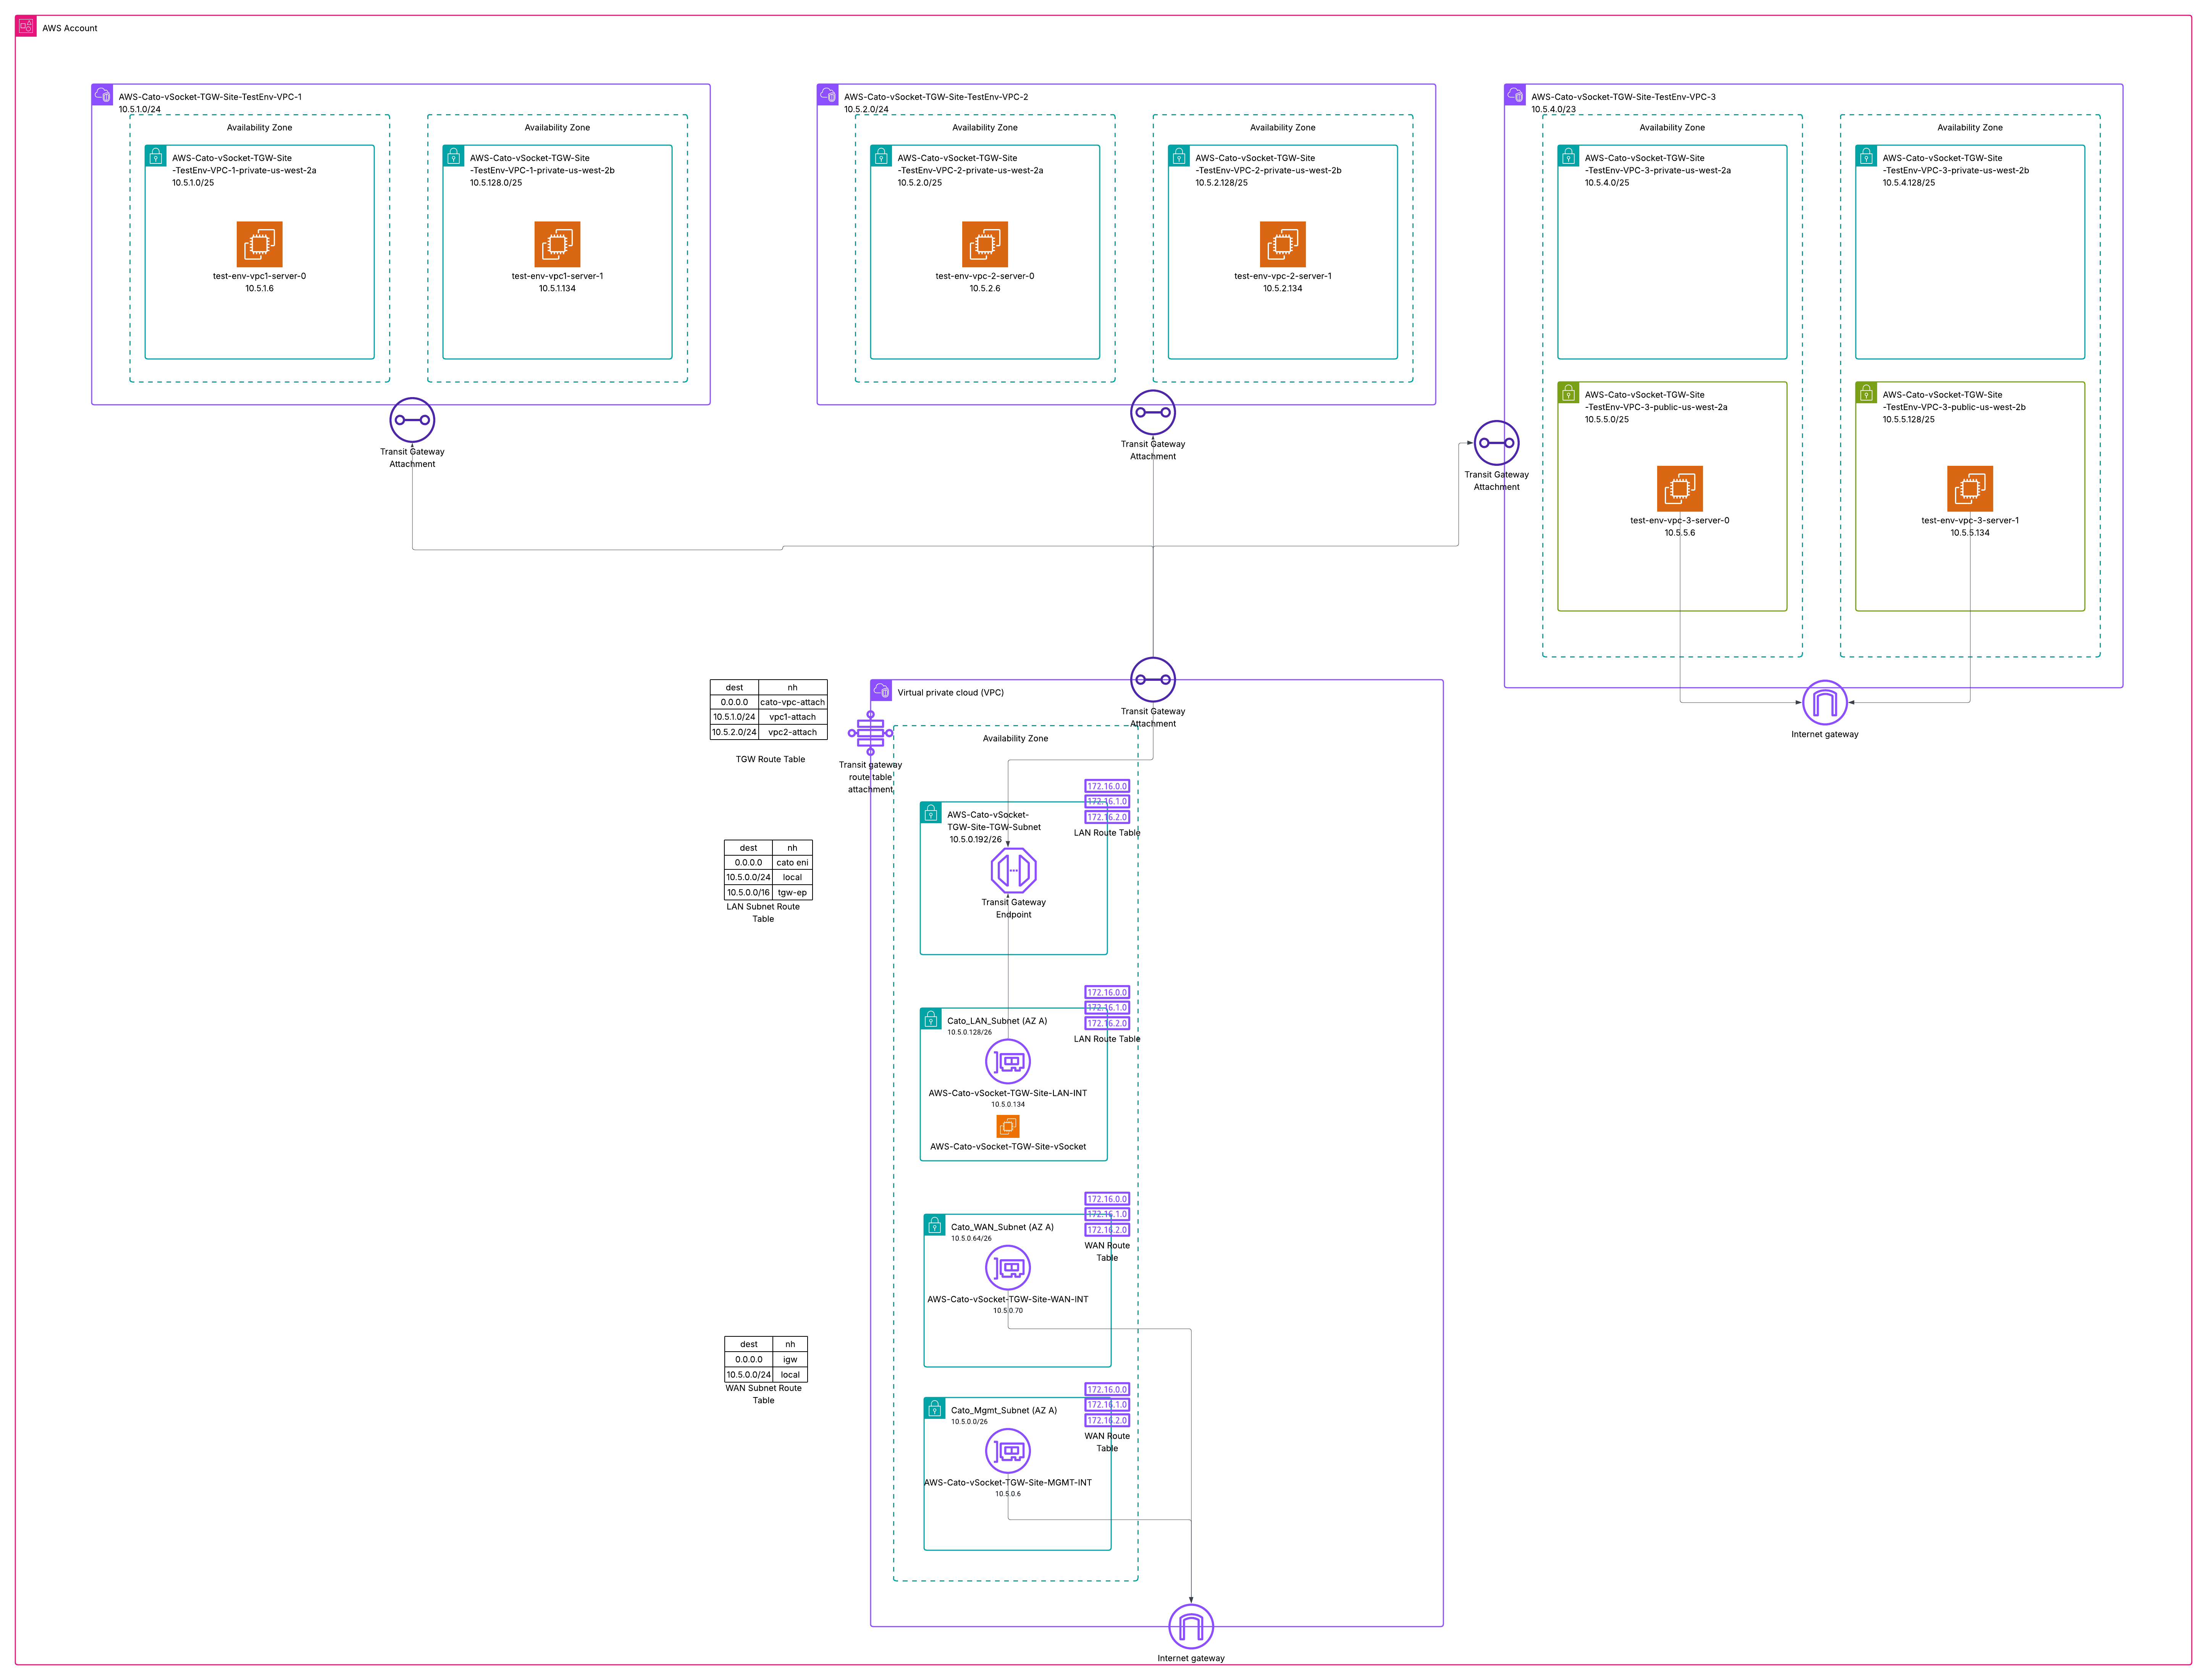 AWS Account
AWS-Cato-vSocket-TGW-Site-TestEnv-VPC-1
10.5.1.0/24
Availability Zone
AWS-Cato-vSocket-TGW-Site
-TestEnv-VPC-1-private-us-west-2a
10.5.1.0/25
test-env-vpc1-server-0
10.5.1.6
Availability Zone
AWS-Cato-vSocket-TGW-Site
-TestEnv-VPC-1-private-us-west-2b
10.5.128.0/25
test-env-vpc1-server-1
10.5.1.134
Transit Gateway
Attachment
AWS-Cato-vSocket-TGW-Site-TestEnv-VPC-2
10.5.2.0/24
Availability Zone
AWS-Cato-vSocket-TGW-Site
-TestEnv-VPC-2-private-us-west-2a
10.5.2.0/25
test-env-vpc-2-server-0
10.5.2.6
Availability Zone
AWS-Cato-vSocket-TGW-Site
-TestEnv-VPC-2-private-us-west-2b
10.5.2.128/25
test-env-vpc-2-server-1
10.5.2.134
Transit Gateway
Attachment
AWS-Cato-vSocket-TGW-Site-TestEnv-VPC-3
10.5.4.0/23
Availability Zone
AWS-Cato-vSocket-TGW-Site
-TestEnv-VPC-3-private-us-west-2a
10.5.4.0/25
Availability Zone
AWS-Cato-vSocket-TGW-Site
-TestEnv-VPC-3-private-us-west-2b
10.5.4.128/25
AWS-Cato-vSocket-TGW-Site
-TestEnv-VPC-3-public-us-west-2a
10.5.5.0/25
test-env-vpc-3-server-0
10.5.5.6
AWS-Cato-vSocket-TGW-Site
-TestEnv-VPC-3-public-us-west-2b
10.5.5.128/25
test-env-vpc-3-server-1
10.5.5.134
Transit Gateway
Attachment
Internet gateway
dest nh
0.0.0.0 cato-vpc-attach
10.5.1.0/24 vpc1-attach
10.5.2.0/24 vpc2-attach
TGW Route Table
Virtual private cloud (VPC)
Transit Gateway
Attachment
Transit gateway
route table
attachment
Availability Zone
172.16.0.0
172.16.1.0
172.16.2.0
LAN Route Table
AWS-Cato-vSocket-
TGW-Site-TGW-Subnet
10.5.0.192/26
Transit Gateway
Endpoint
dest nh
0.0.0.0 cato eni
10.5.0.0/24 local
10.5.0.0/16 tgw-ep
LAN Subnet Route
Table
172.16.0.0
172.16.1.0
172.16.2.0
LAN Route Table
Cato_LAN_Subnet (AZ A)
10.5.0.128/26
AWS-Cato-vSocket-TGW-Site-LAN-INT
10.5.0.134
AWS-Cato-vSocket-TGW-Site-vSocket
172.16.0.0
172.16.1.0
172.16.2.0
WAN Route
Table
Cato_WAN_Subnet (AZ A)
10.5.0.64/26
AWS-Cato-vSocket-TGW-Site-WAN-INT
10.5.0.70
dest nh
0.0.0.0 igw
10.5.0.0/24 local
WAN Subnet Route
Table
172.16.0.0
172.16.1.0
172.16.2.0
WAN Route
Table
Cato_Mgmt_Subnet (AZ A)
10.5.0.0/26
AWS-Cato-vSocket-TGW-Site-MGMT-INT
10.5.0.6
Internet gateway